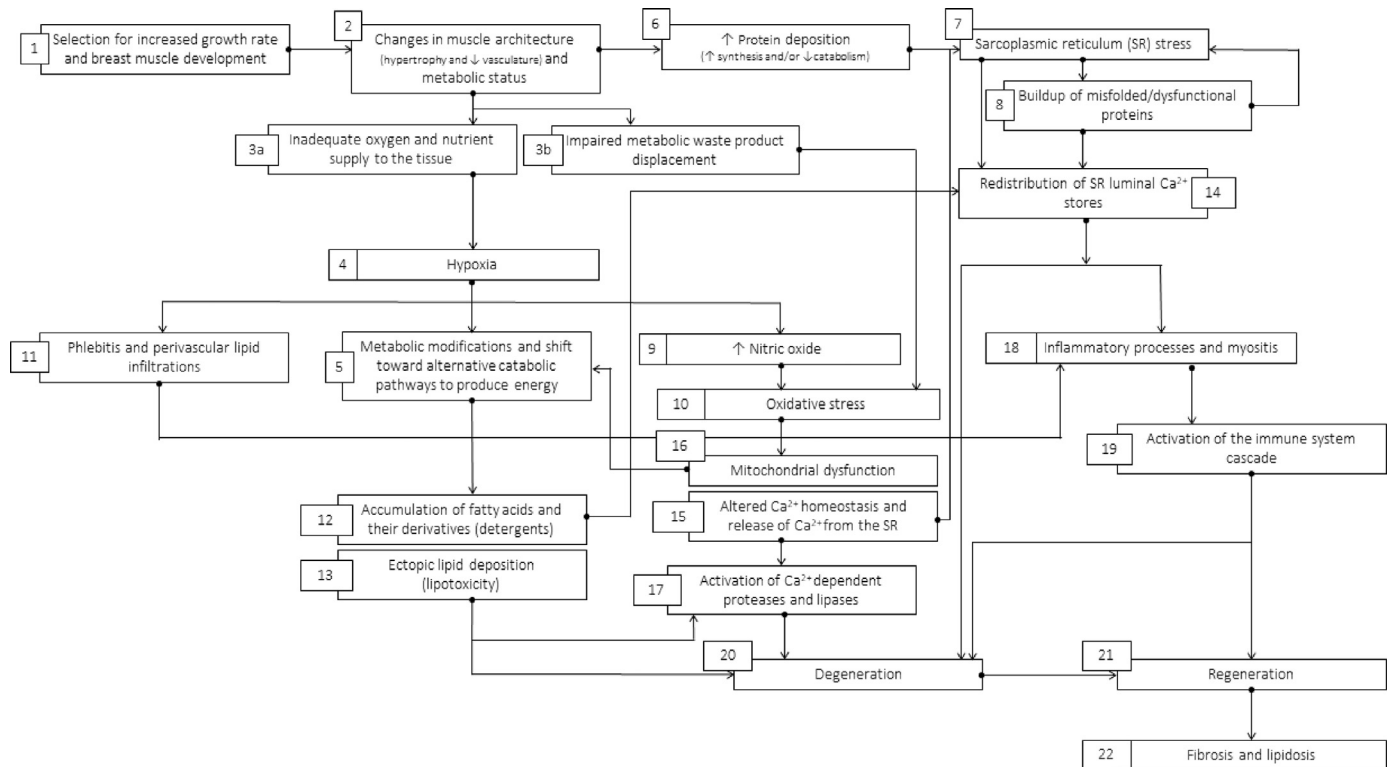 1
Selection for increased growth rate
and breast muscle development
2
Changes in muscle architecture
(hypertrophy and ↓ vasculature) and
metabolic status
6
↑ Protein deposition
(↑ synthesis and/or ↓catabolism)
7
Sarcoplasmic reticulum (SR) stress
8
Buildup of misfolded/dysfunctional
proteins
3a
Inadequate oxygen and nutrient
supply to the tissue
3b
Impaired metabolic waste product
displacement
Redistribution of SR luminal Ca²⁺
stores
14
4
Hypoxia
11
Phlebitis and perivascular lipid
infiltrations
5
Metabolic modifications and shift
toward alternative catabolic
pathways to produce energy
9
↑ Nitric oxide
18
Inflammatory processes and myositis
10
Oxidative stress
16
Mitochondrial dysfunction
19
Activation of the immune system
cascade
12
Accumulation of fatty acids and
their derivatives (detergents)
15
Altered Ca²⁺ homeostasis and
release of Ca²⁺ from the SR
13
Ectopic lipid deposition
(lipotoxicity)
17
Activation of Ca²⁺ dependent
proteases and lipases
20
Degeneration
21
Regeneration
22
Fibrosis and lipidosis